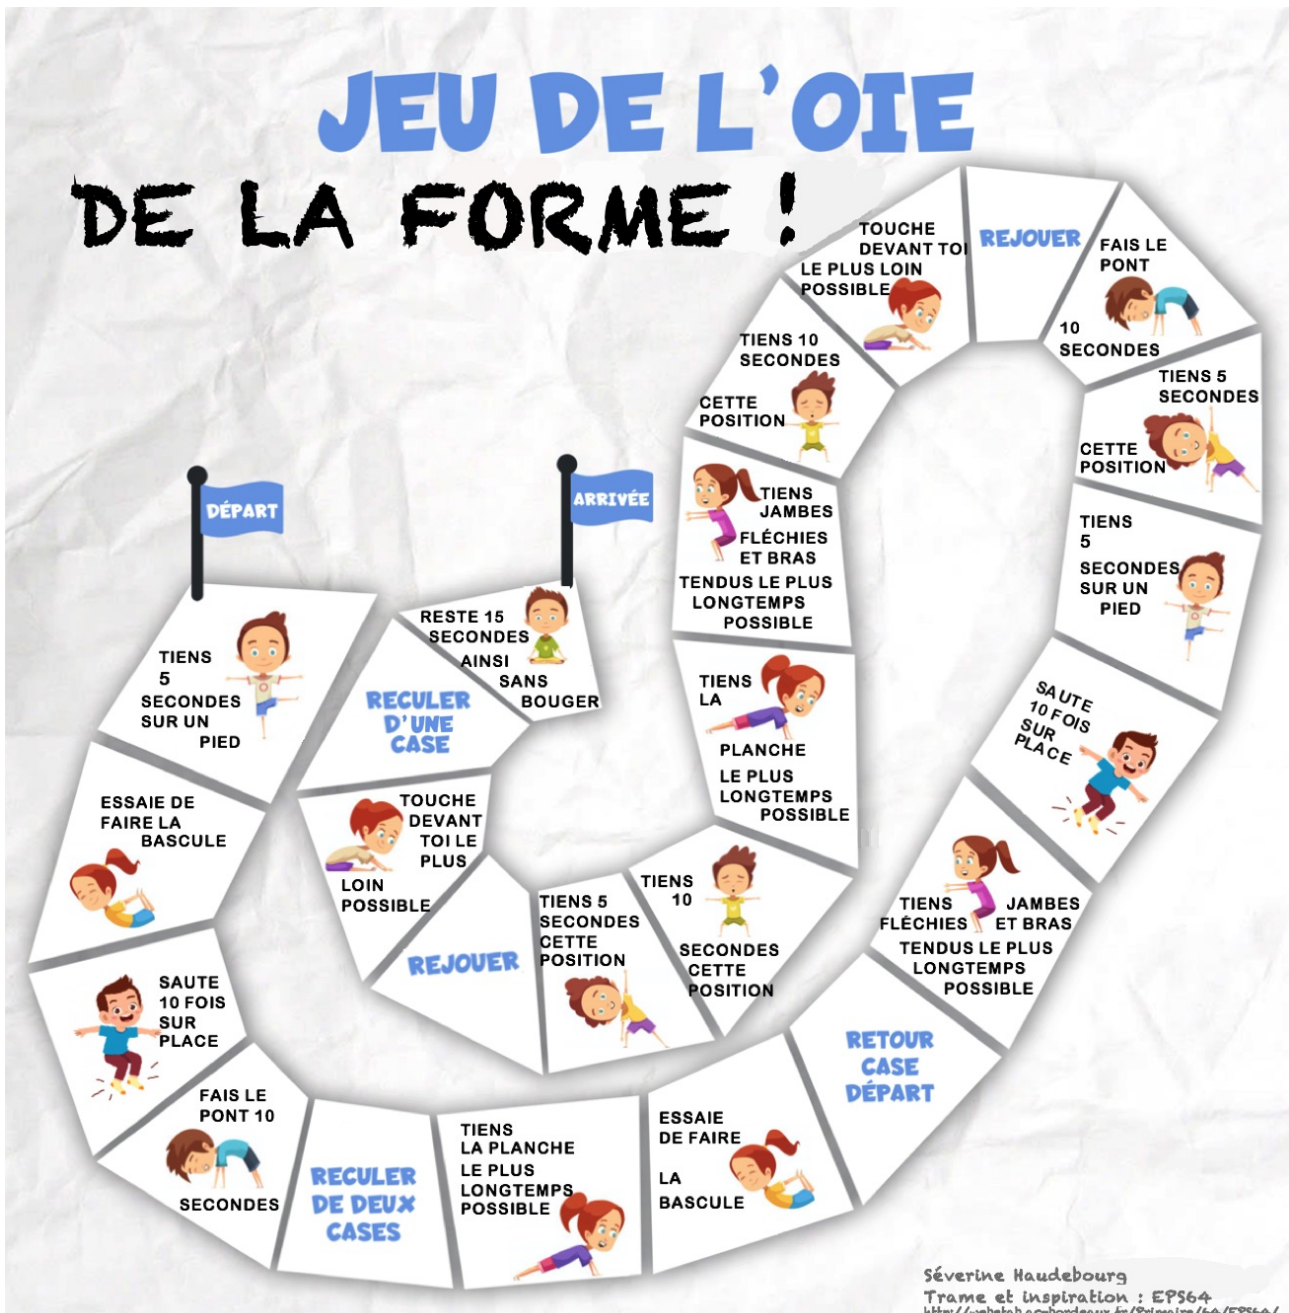 JEU DE L'OIE
DE LA FORME !
DÉPART
TIENS
5
SECONDES
SUR UN
PIED
ESSAIE DE
FAIRE LA
BASCULE
SAUTE
10 FOIS
SUR
PLACE
FAIS LE
PONT 10
SECONDES
RECULER
DE DEUX
CASES
TIENS
LA PLANCHE
LE PLUS
LONGTEMPS
POSSIBLE
ESSAIE
DE FAIRE
LA
BASCULE
RETOUR
CASE
DÉPART
TIENS JAMBES
FLÉCHIES ET BRAS
TENDUS LE PLUS
LONGTEMPS
POSSIBLE
SAUTE
10 FOIS
SUR
PLACE
TIENS
5
SECONDES
SUR UN
PIED
TIENS 5
SECONDES
CETTE
POSITION
FAIS LE
PONT
10
SECONDES
REJOUER
TOUCHE
DEVANT TOI
LE PLUS LOIN
POSSIBLE
TIENS 10
SECONDES
CETTE
POSITION
TIENS
JAMBES
FLÉCHIES
ET BRAS
TENDUS LE PLUS
LONGTEMPS
POSSIBLE
TIENS
LA
PLANCHE
LE PLUS
LONGTEMPS
POSSIBLE
TIENS
10
SECONDES
CETTE
POSITION
TIENS 5
SECONDES
CETTE
POSITION
REJOUER
TOUCHE
DEVANT
TOI LE
PLUS
LOIN
POSSIBLE
RECULER
D'UNE
CASE
RESTE 15
SECONDES
AINSI
SANS
BOUGER
ARRIVÉE
Séverine Haudebourg
Trame et inspiration : EPS64